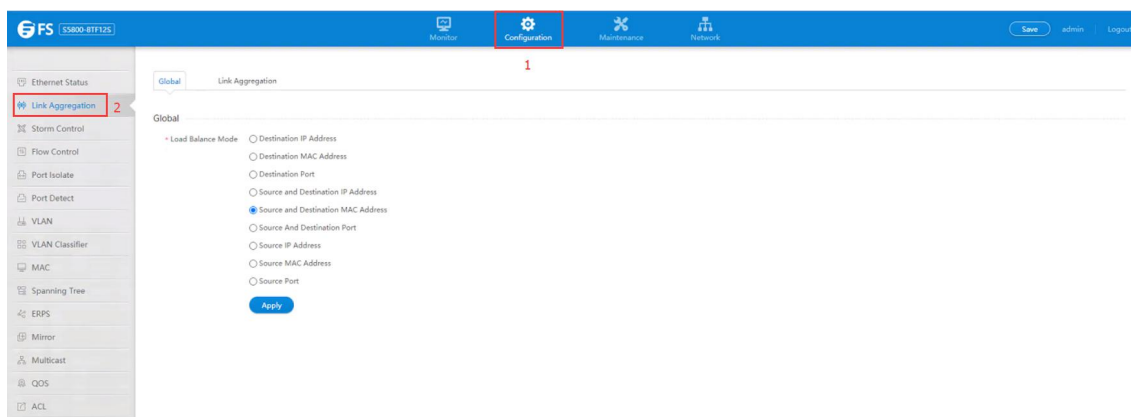 FS S5800-8TF12S Monitor Configuration Maintenance Network Save admin Logout
1
Ethernet Status
Global Link Aggregation
Link Aggregation 2
Global
Storm Control
* Load Balance Mode Destination IP Address
Flow Control
Destination MAC Address
Port Isolate
Destination Port
Port Detect
Source and Destination IP Address
Source and Destination MAC Address
VLAN
Source And Destination Port
VLAN Classifier
Source IP Address
MAC
Source MAC Address
Spanning Tree
Source Port
ERPS
Apply
Mirror
Multicast
QOS
ACL